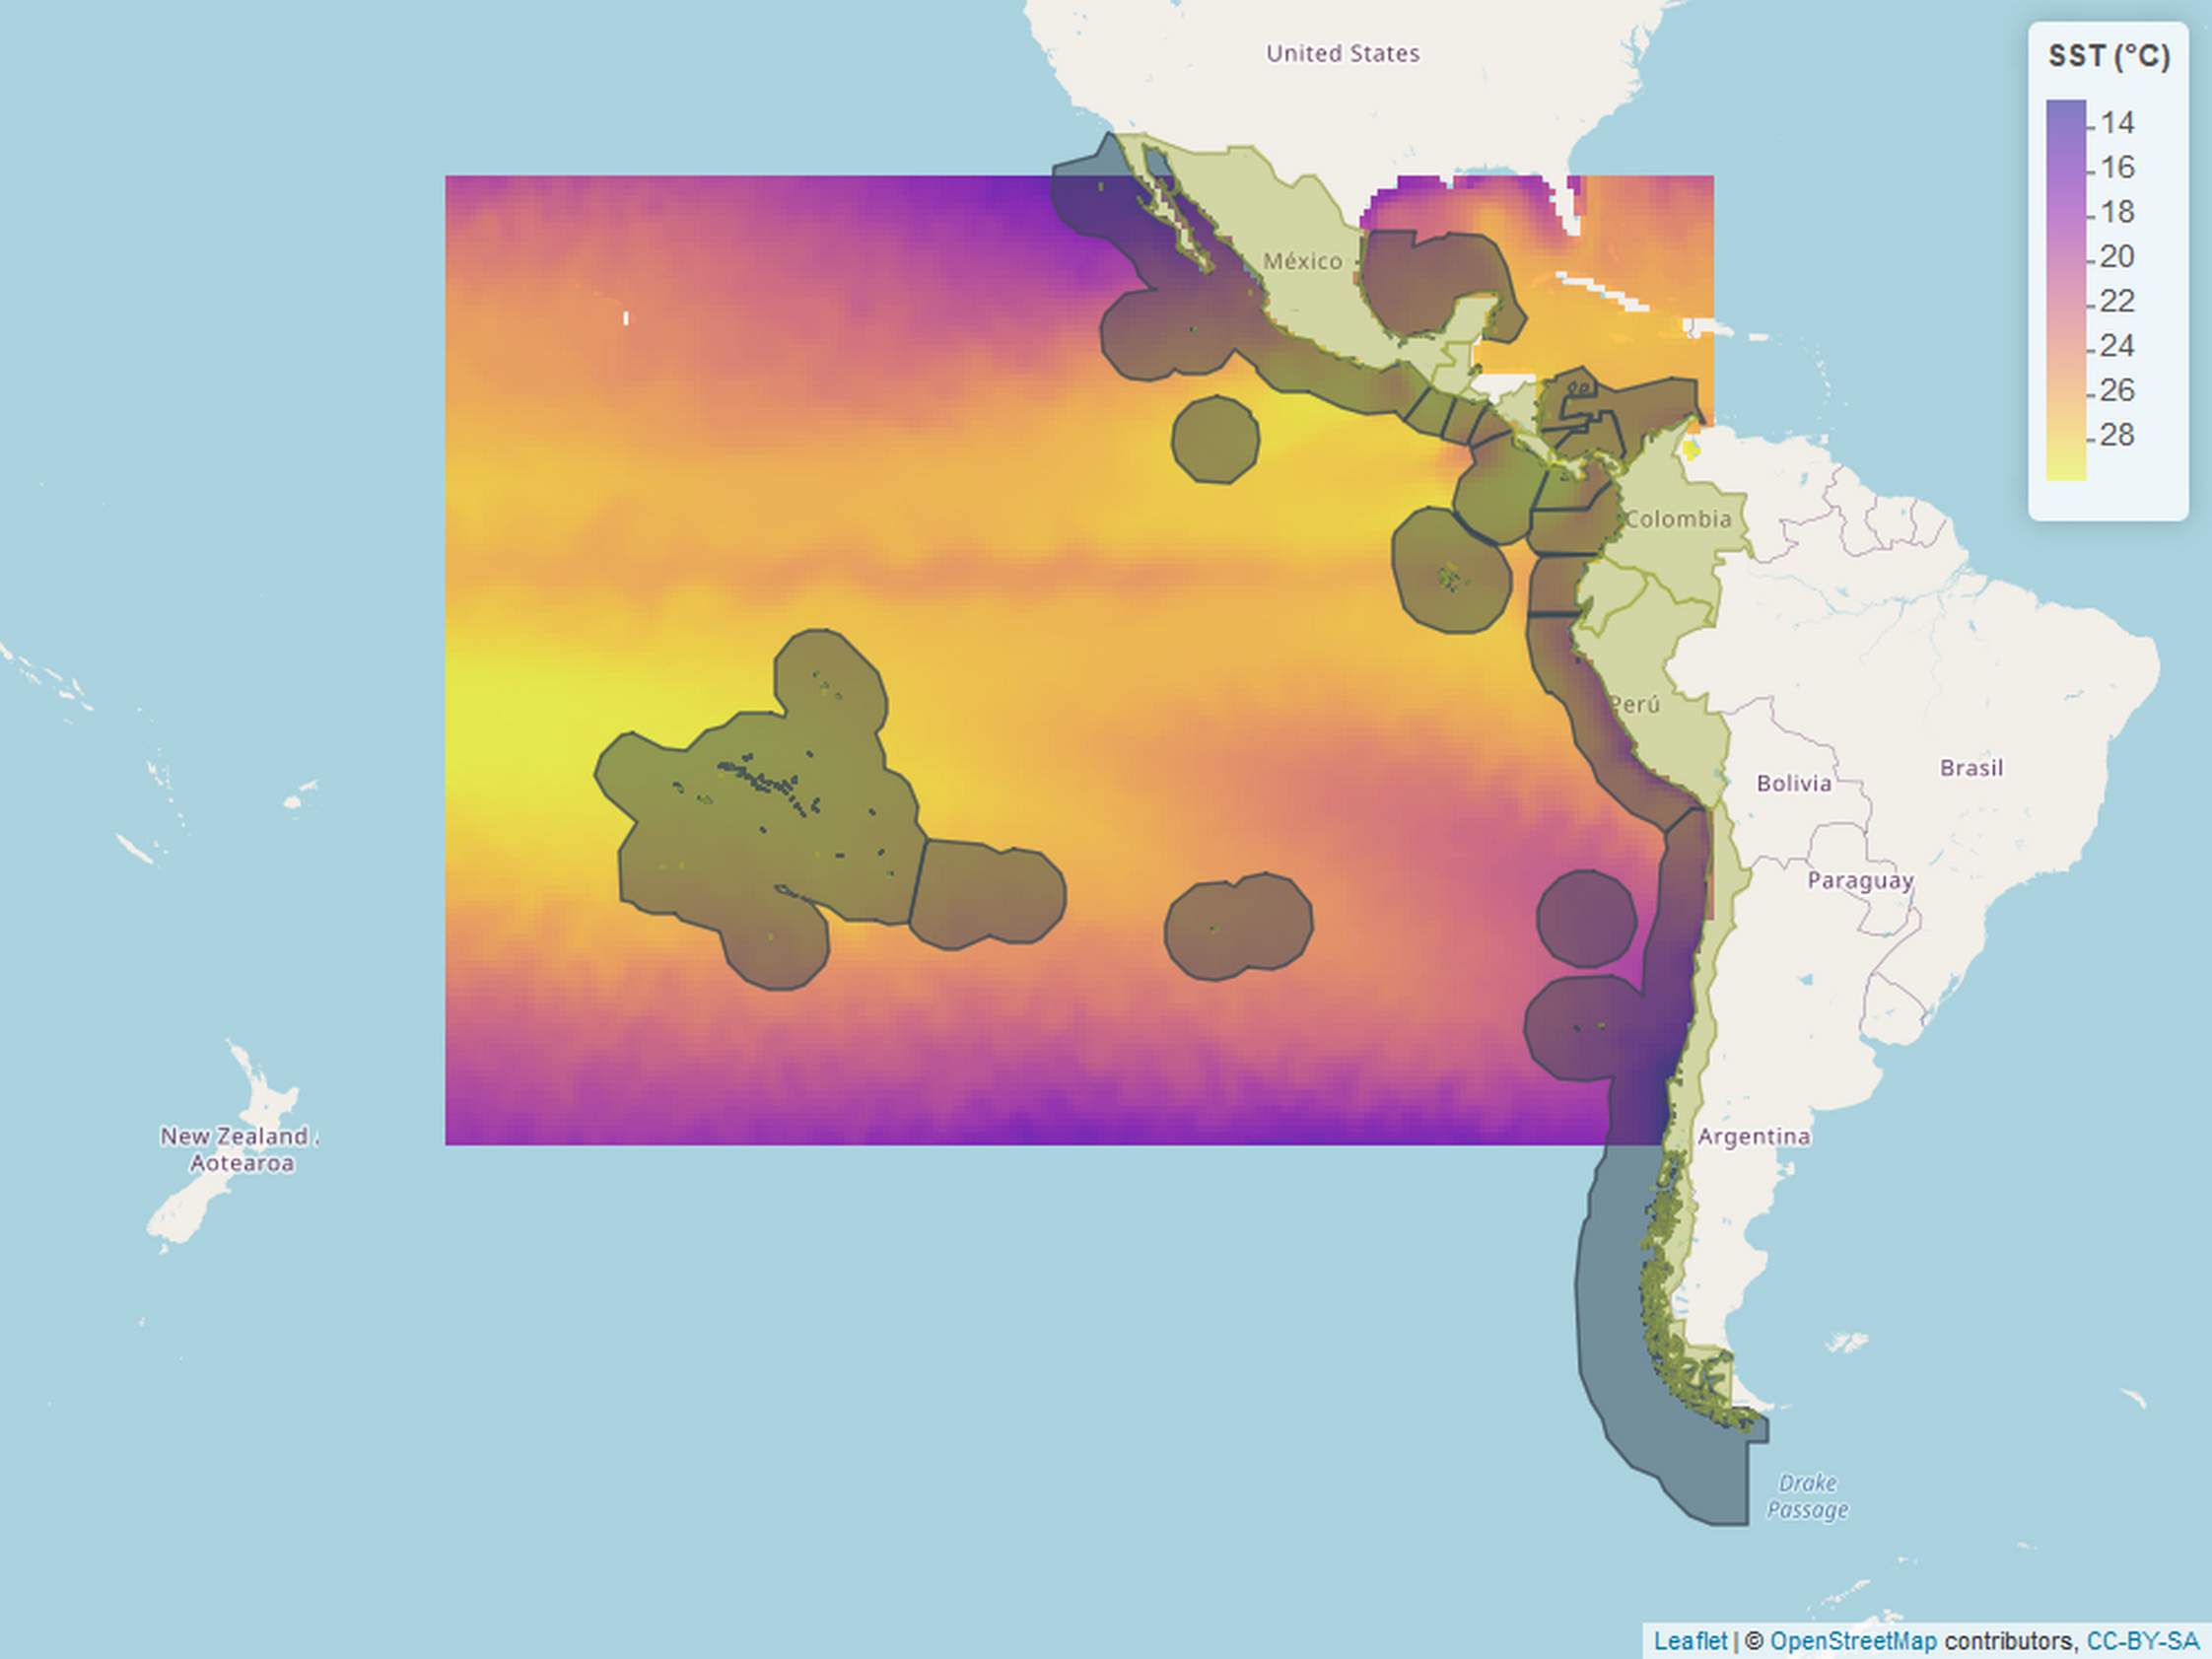 United States
SST (°C)
14
16
18
20
22
24
26
28
México
Colombia
Perú
Bolivia
Brasil
Paraguay
New Zealand
Aotearoa
Argentina
Drake
Passage
Leaflet | © OpenStreetMap contributors, CC-BY-SA